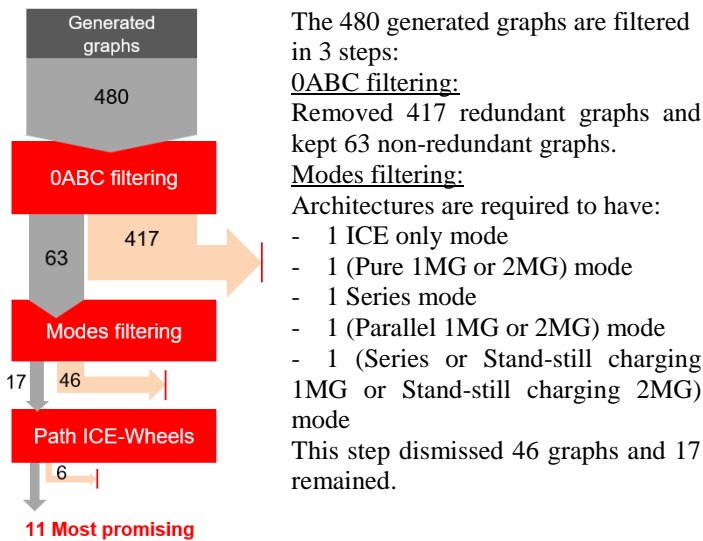 Generated
graphs
480
0ABC filtering
63
417
Modes filtering
17
46
Path ICE-Wheels
6
11 Most promising
The 480 generated graphs are filtered
in 3 steps:
0ABC filtering:
Removed 417 redundant graphs and
kept 63 non-redundant graphs.
Modes filtering:
Architectures are required to have:
- 1 ICE only mode
- 1 (Pure 1MG or 2MG) mode
- 1 Series mode
- 1 (Parallel 1MG or 2MG) mode
- 1 (Series or Stand-still charging
1MG or Stand-still charging 2MG)
mode
This step dismissed 46 graphs and 17
remained.